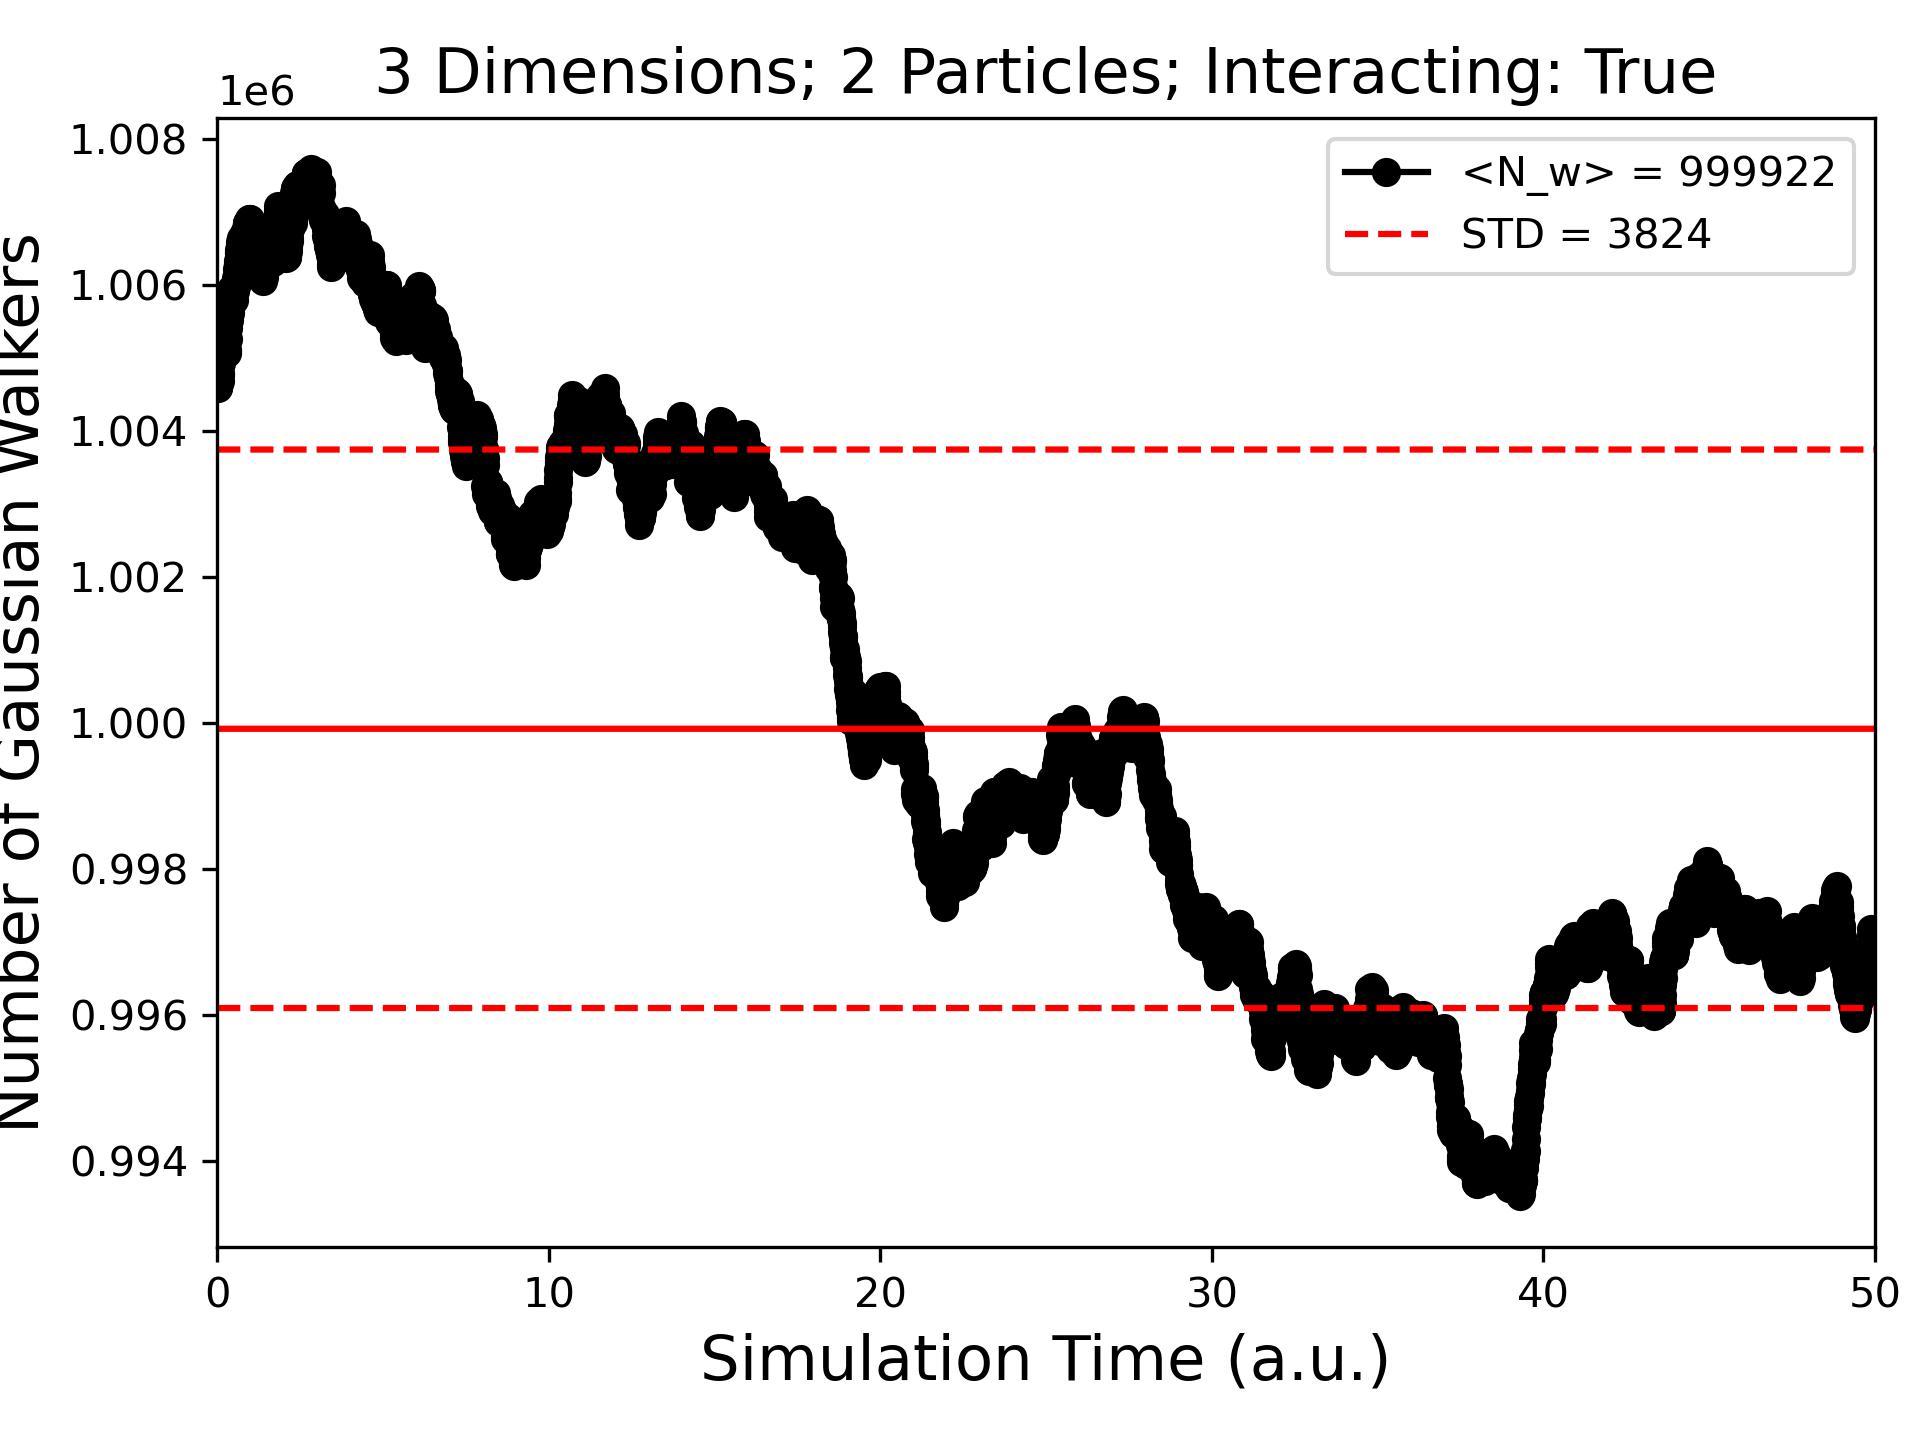 3 Dimensions; 2 Particles; Interacting: True
1e6
1.008
1.006
1.004
1.002
1.000
0.998
0.996
0.994
Number of Gaussian Walkers
<N_w> = 999922
STD = 3824
0 10 20 30 40 50
Simulation Time (a.u.)